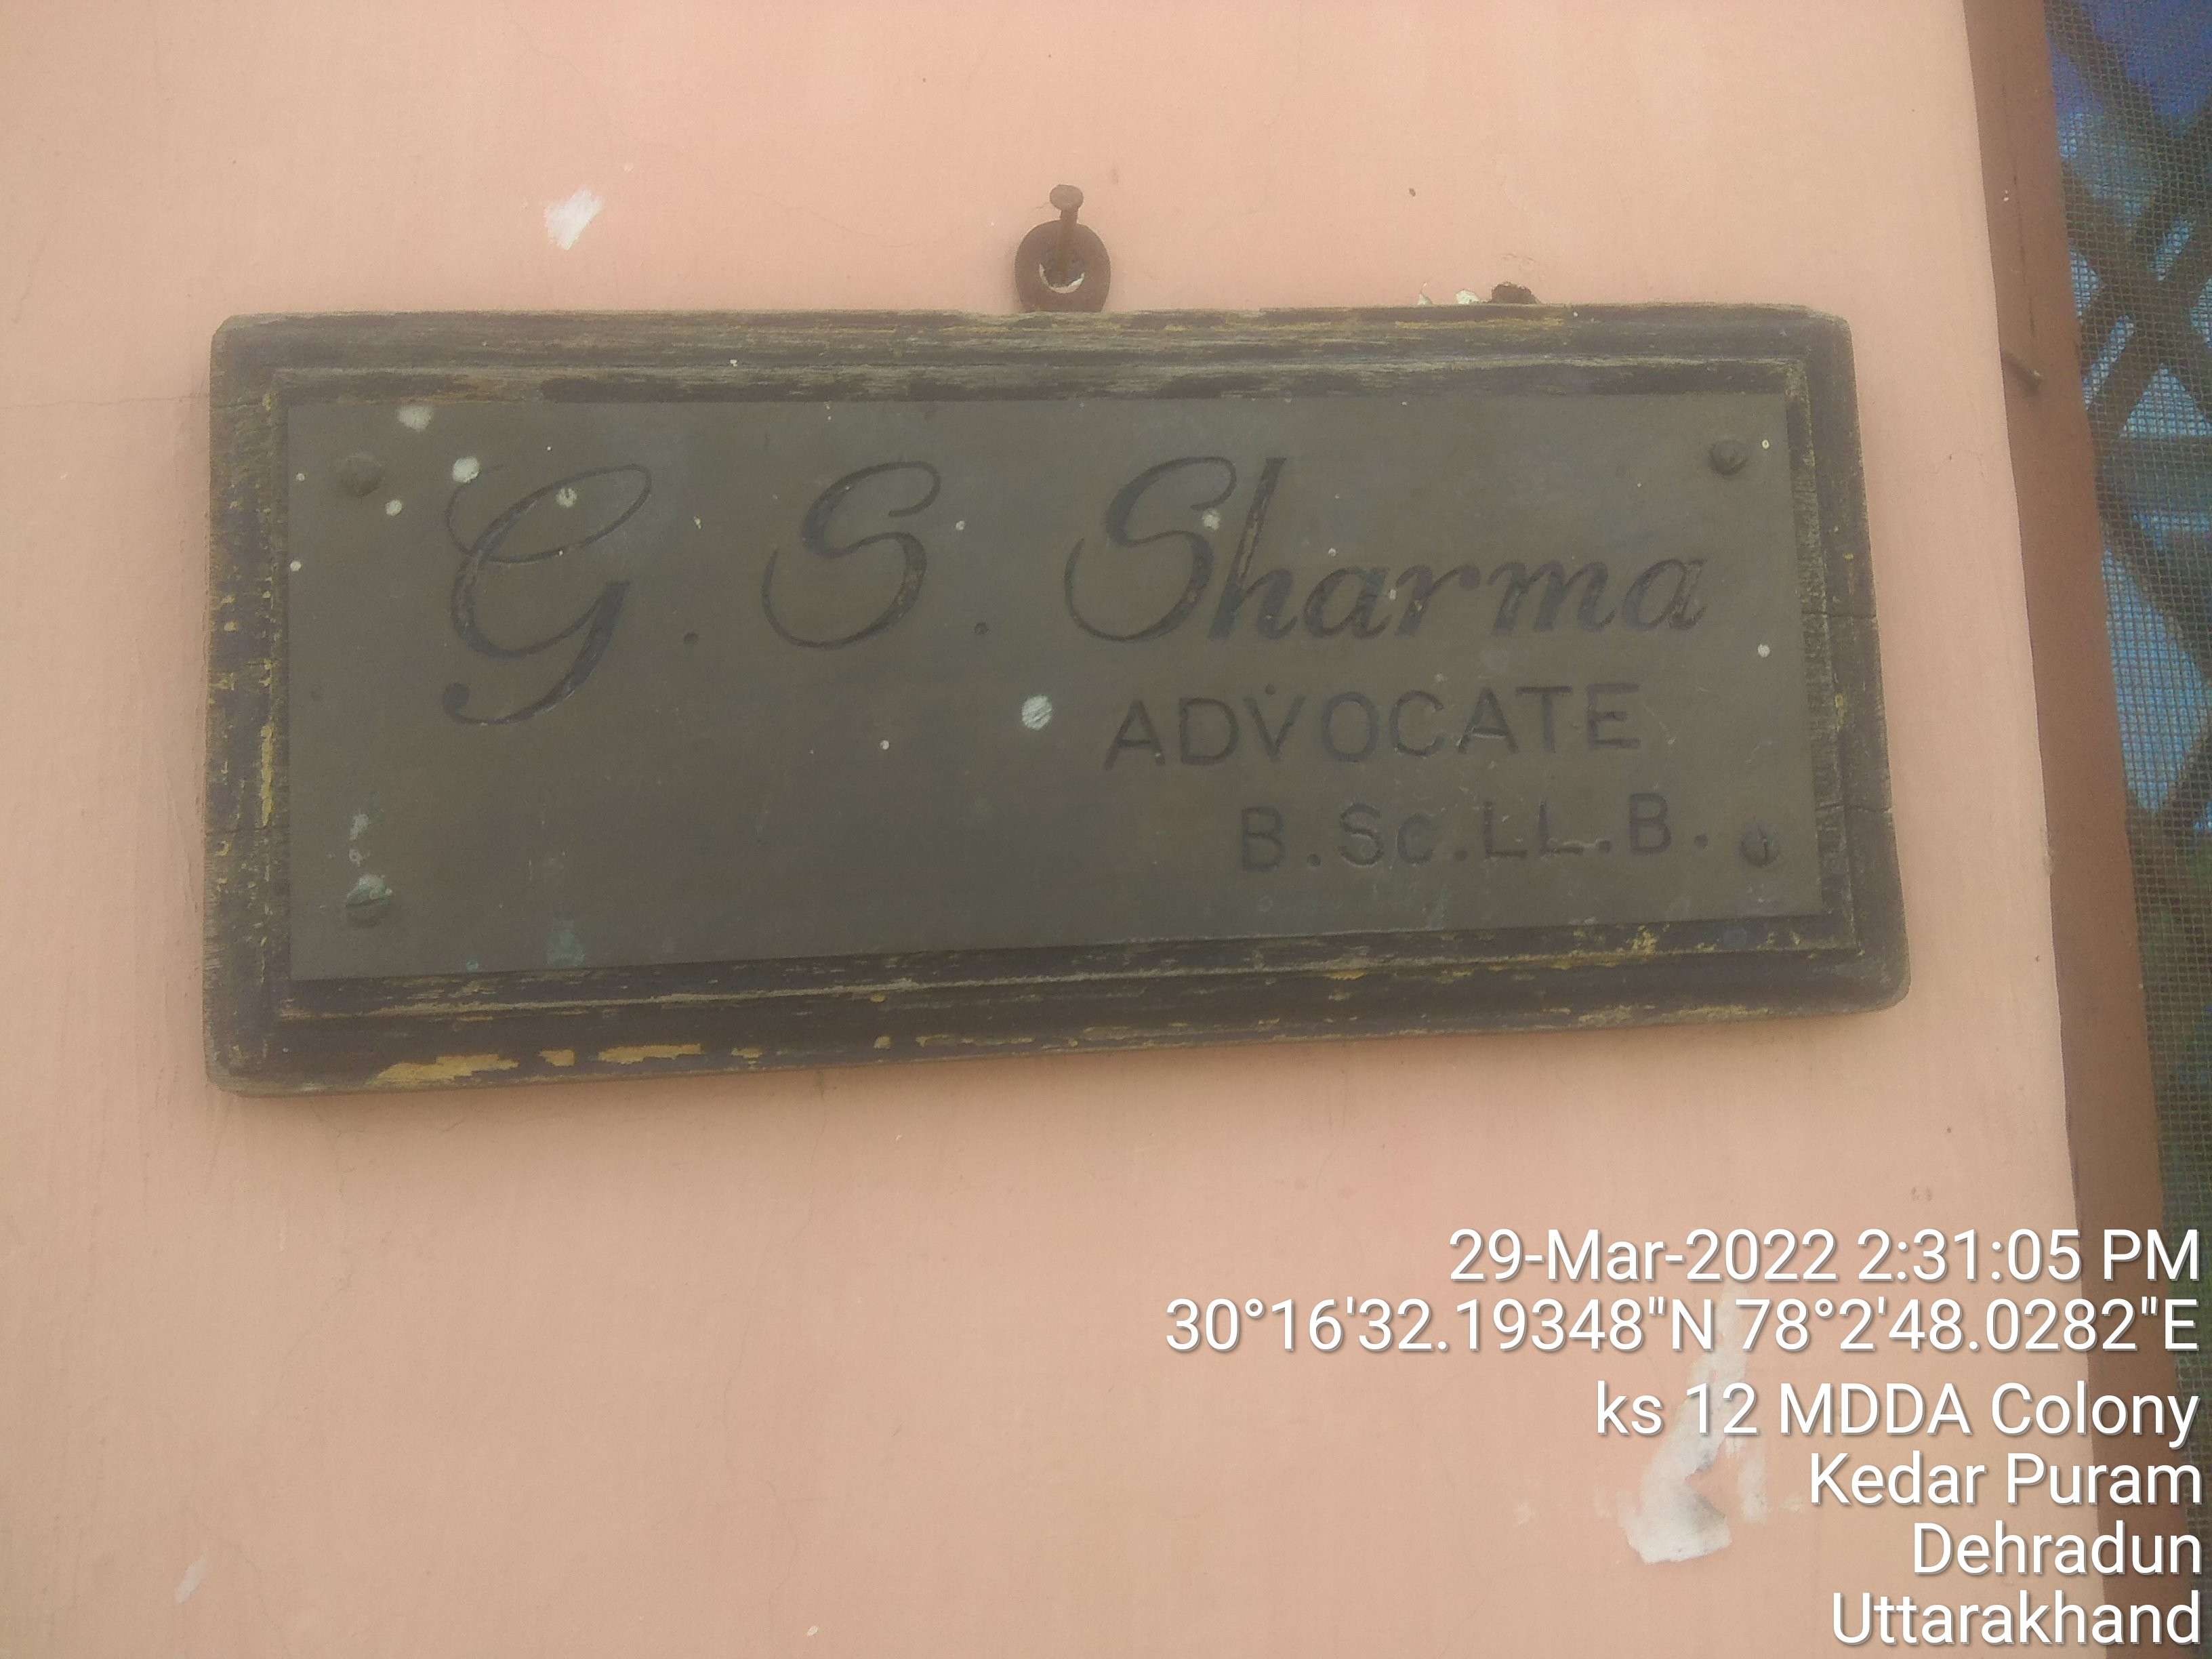 G. S. Sharma
ADVOCATE
B.Sc.LL.B.
29-Mar-2022 2:31:05 PM
30°16'32.19348"N 78°2'48.0282"E
ks 12 MDDA Colony
Kedar Puram
Dehradun
Uttarakhand